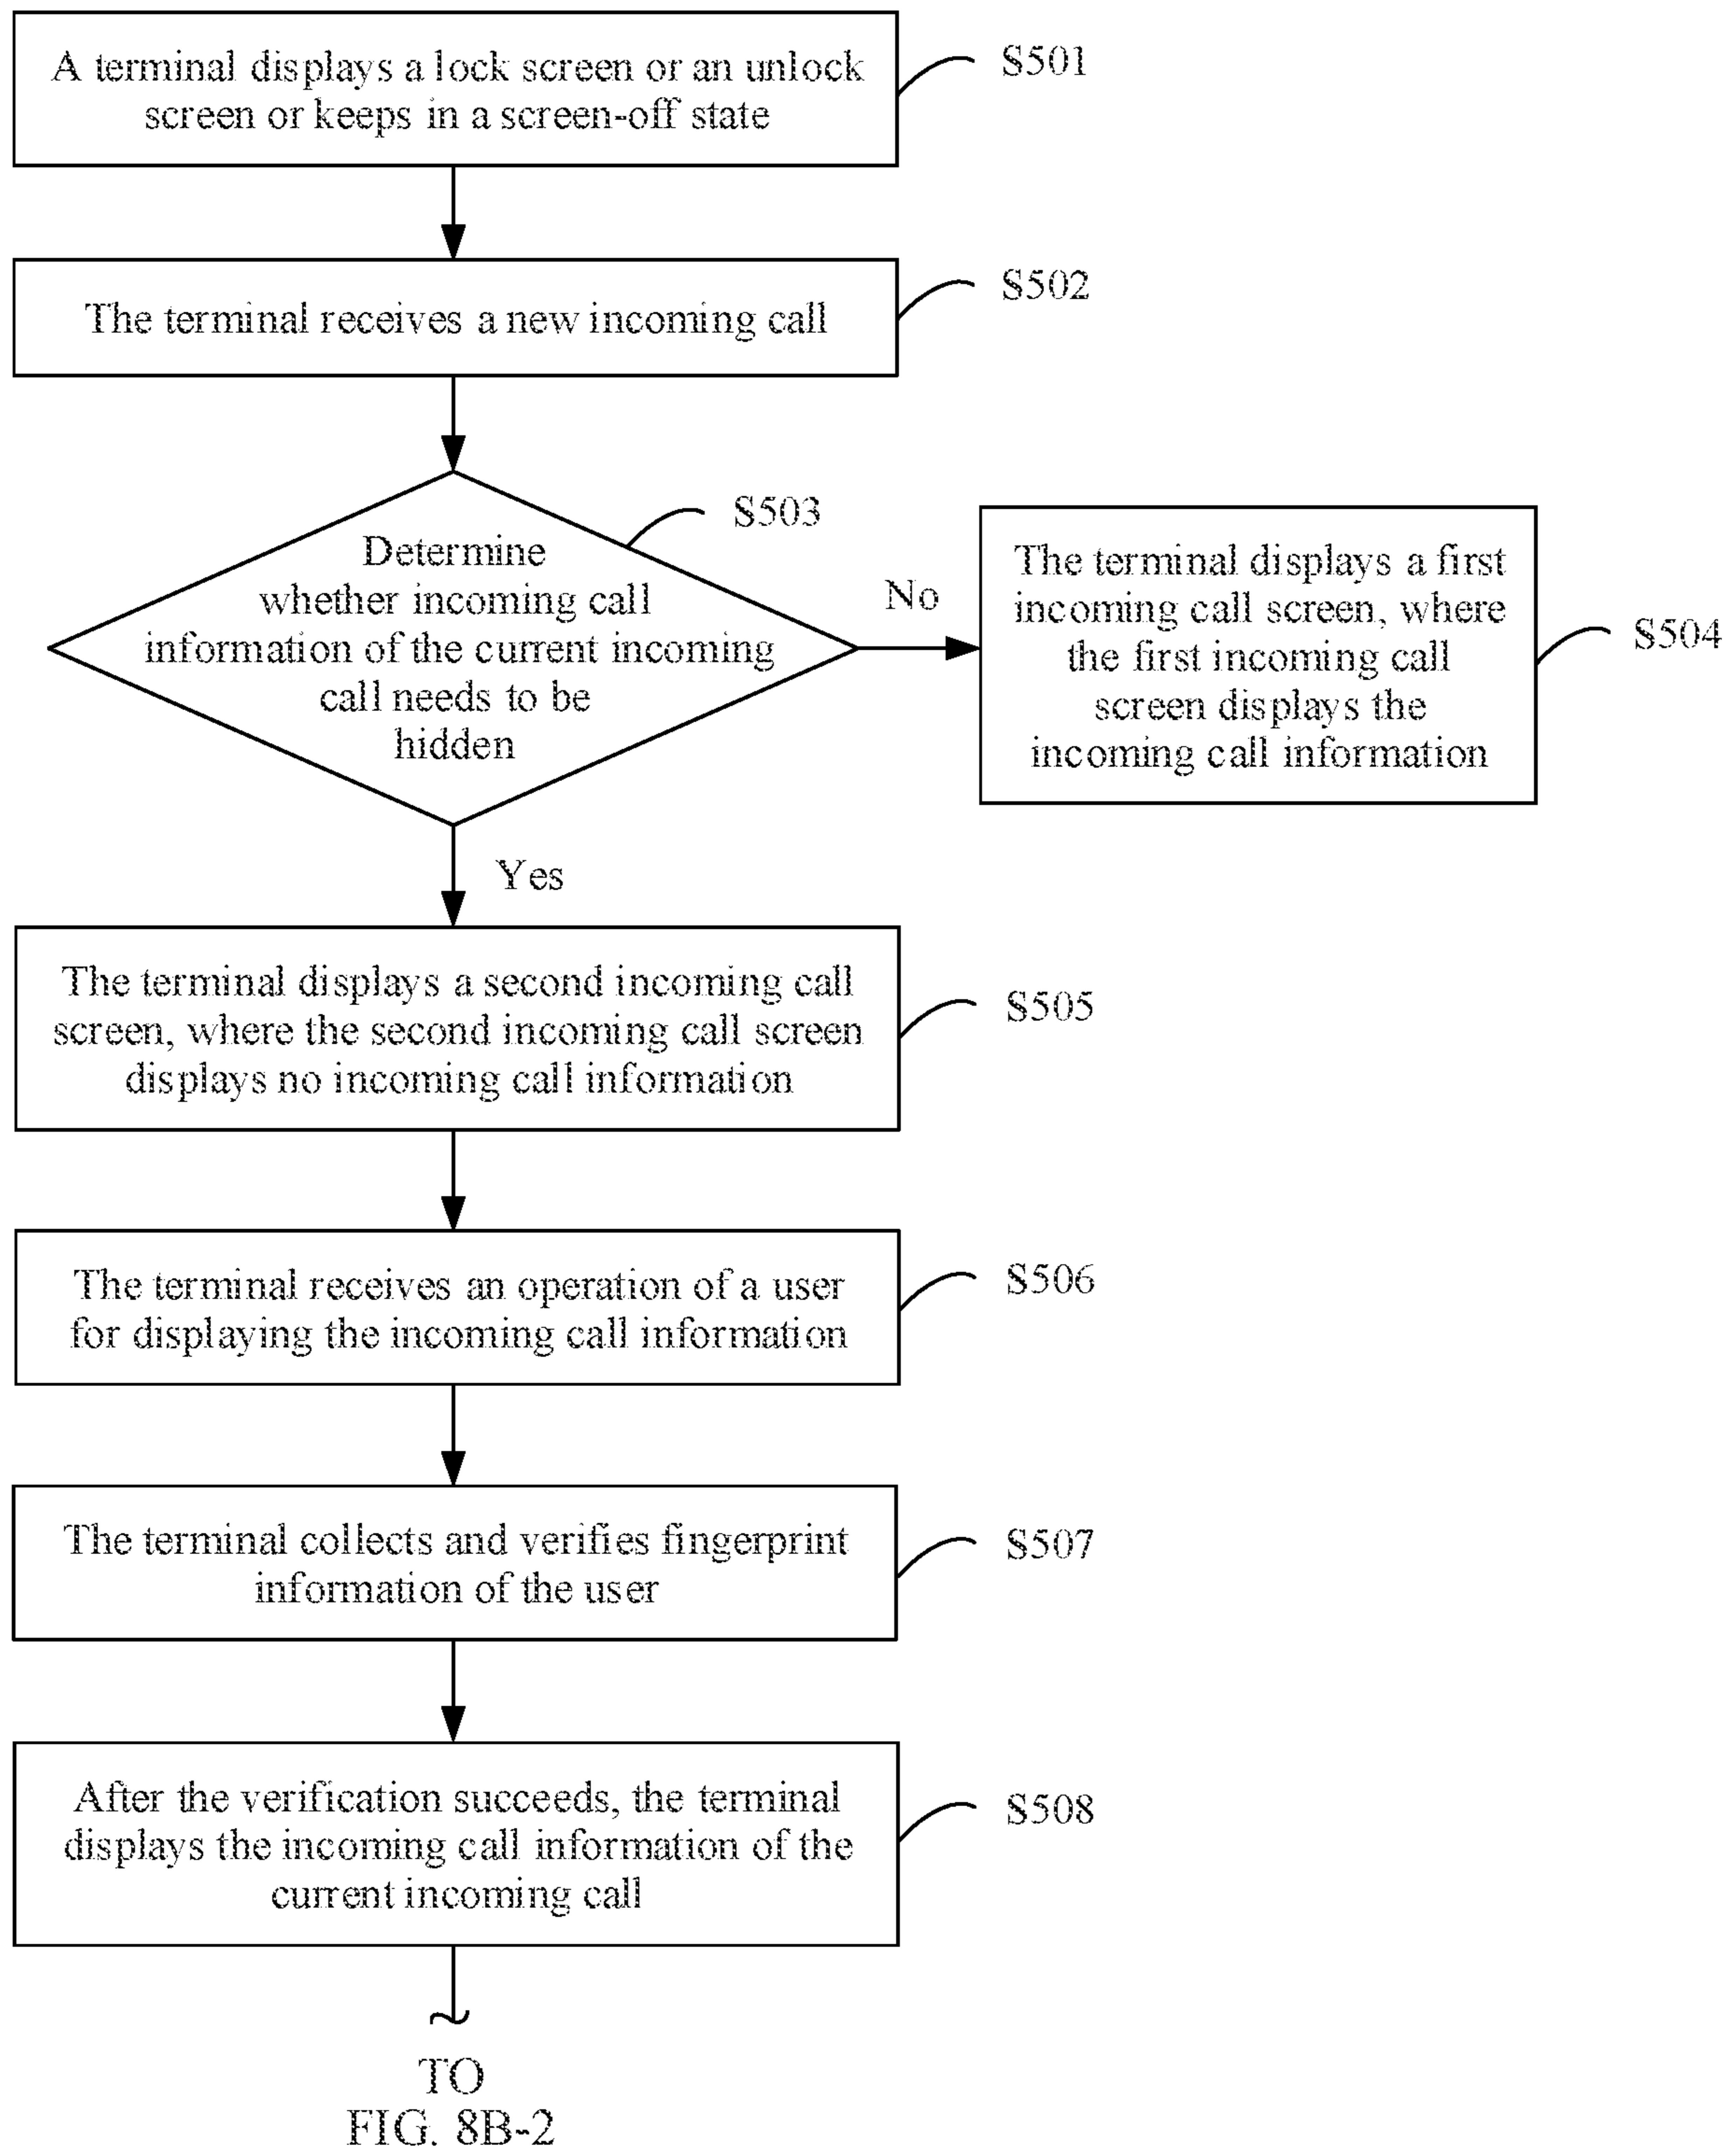 A terminal displays a lock screen or an unlock
screen or keeps in a screen-off state
S501
The terminal receives a new incoming call
S502
Determine
whether incoming call
information of the current incoming
call needs to be
hidden
S503
No
The terminal displays a first
incoming call screen, where
the first incoming call
screen displays the
incoming call information
S504
Yes
The terminal displays a second incoming call
screen, where the second incoming call screen
displays no incoming call information
S505
The terminal receives an operation of a user
for displaying the incoming call information
S506
The terminal collects and verifies fingerprint
information of the user
S507
After the verification succeeds, the terminal
displays the incoming call information of the
current incoming call
S508
TO
FIG. 8B-2